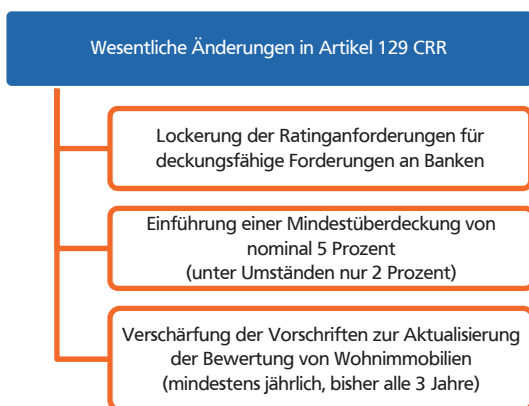 Wesentliche Änderungen in Artikel 129 CRR
Lockerung der Ratinganforderungen für
deckungsfähige Forderungen an Banken
Einführung einer Mindestüberdeckung von
nominal 5 Prozent
(unter Umständen nur 2 Prozent)
Verschärfung der Vorschriften zur Aktualisierung
der Bewertung von Wohnimmobilien
(mindestens jährlich, bisher alle 3 Jahre)